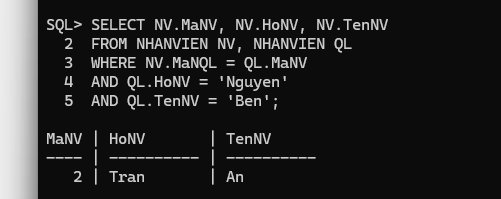 SQL> SELECT NV.MaNV, NV.HoNV, NV.TenNV
  2  FROM NHANVIEN NV, NHANVIEN QL
  3  WHERE NV.MaNQL = QL.MaNV
  4  AND QL.HoNV = 'Nguyen'
  5  AND QL.TenNV = 'Ben';

MaNV | HoNV       | TenNV
---- | ---------- | ----------
   2 | Tran       | An